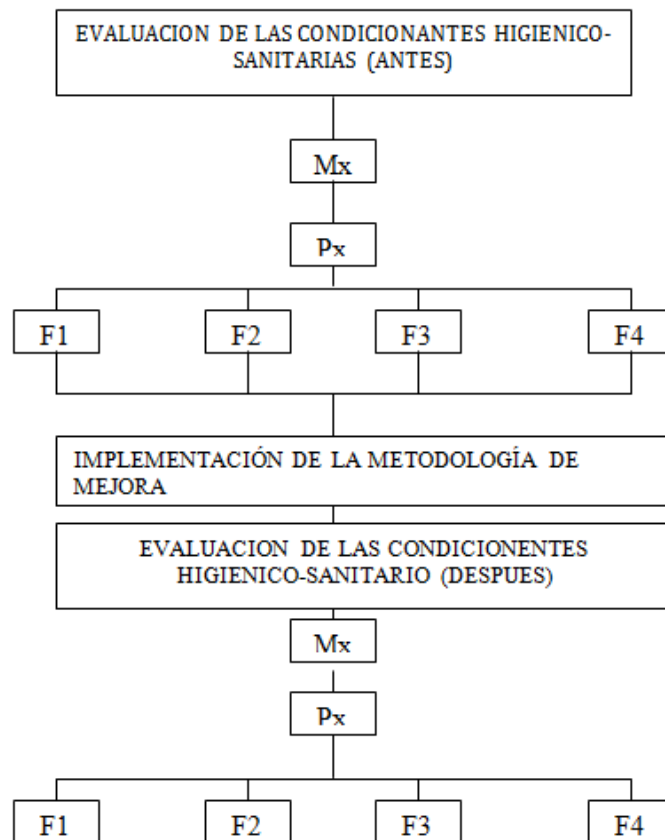 EVALUACION DE LAS CONDICIONANTES HIGIENICO-
SANITARIAS (ANTES)
Mx
Px
F1 F2 F3 F4
IMPLEMENTACIÓN DE LA METODOLOGÍA DE
MEJORA
EVALUACION DE LAS CONDICIONENTES
HIGIENICO-SANITARIO (DESPUES)
Mx
Px
F1 F2 F3 F4